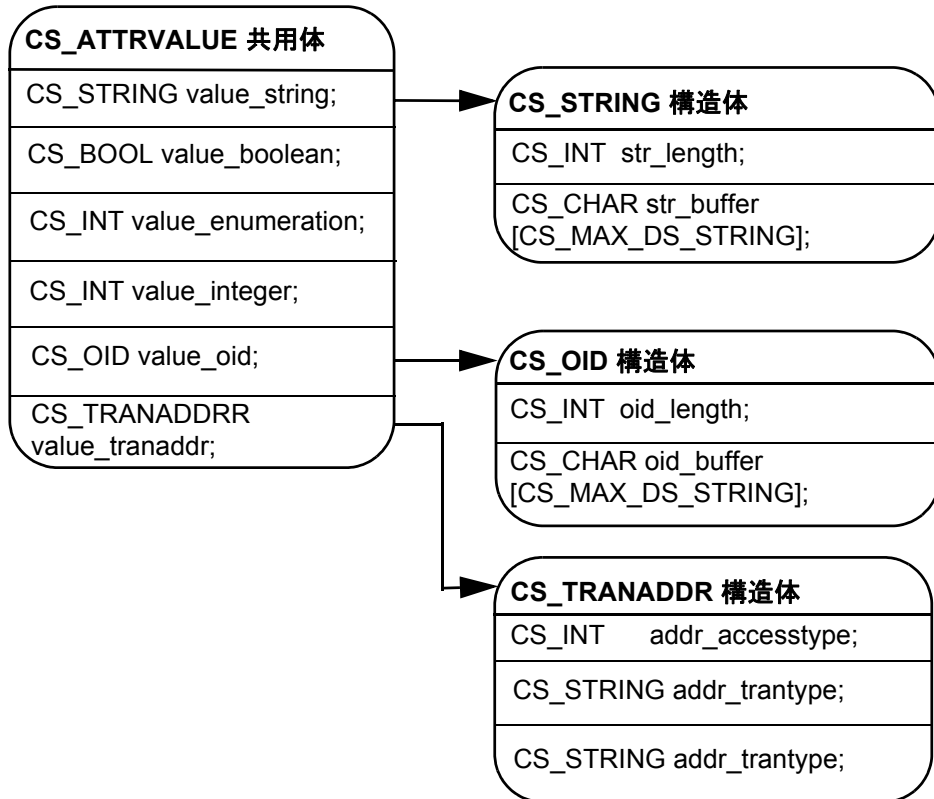 CS_ATTRVALUE 共用体
CS_STRING value_string;
CS_BOOL value_boolean;
CS_INT value_enumeration;
CS_INT value_integer;
CS_OID value_oid;
CS_TRANADDRR
value_tranaddr;
CS_STRING 構造体
CS_INT str_length;
CS_CHAR str_buffer
[CS_MAX_DS_STRING];
CS_OID 構造体
CS_INT oid_length;
CS_CHAR oid_buffer
[CS_MAX_DS_STRING];
CS_TRANADDR 構造体
CS_INT addr_accesstype;
CS_STRING addr_trantype;
CS_STRING addr_trantype;